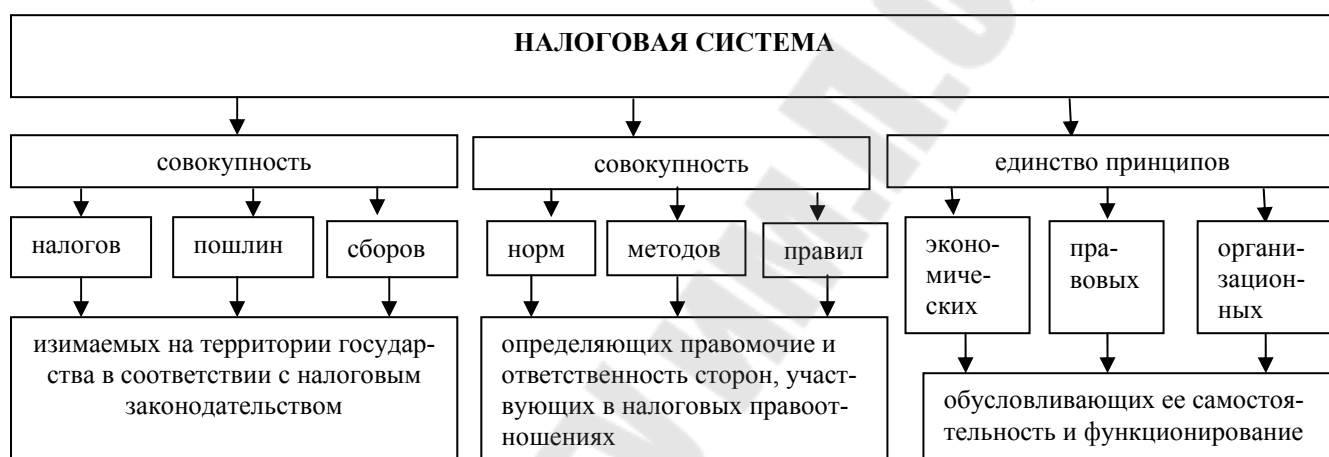 НАЛОГОВАЯ СИСТЕМА
совокупность
совокупность
единство принципов
налогов
пошлин
сборов
норм
методов
правил
эконо-
миче-
ских
пра-
вовых
органи-
зацион-
ных
изимаемых на территории государ-
ства в соответствии с налоговым
законодательством
определяющих правомочие и
ответственность сторон, участ-
вующих в налоговых правоот-
ношениях
обусловливающих ее самостоя-
тельность и функционирование